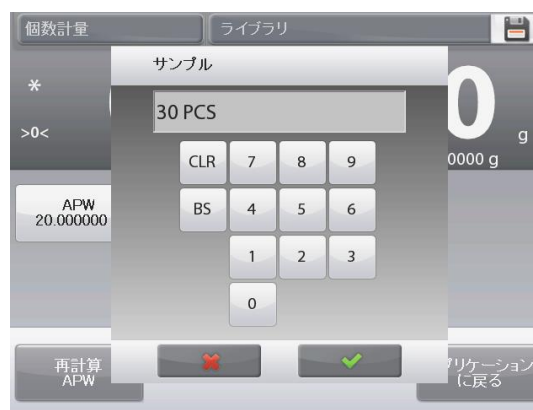 個数計量
ライブラリ
サンプル
*
>0<
30 PCS
0
g
0000 g
CLR
7
8
9
APW
20.000000
BS
4
5
6
1
2
3
0
再計算
APW
プリケーション
に戻る